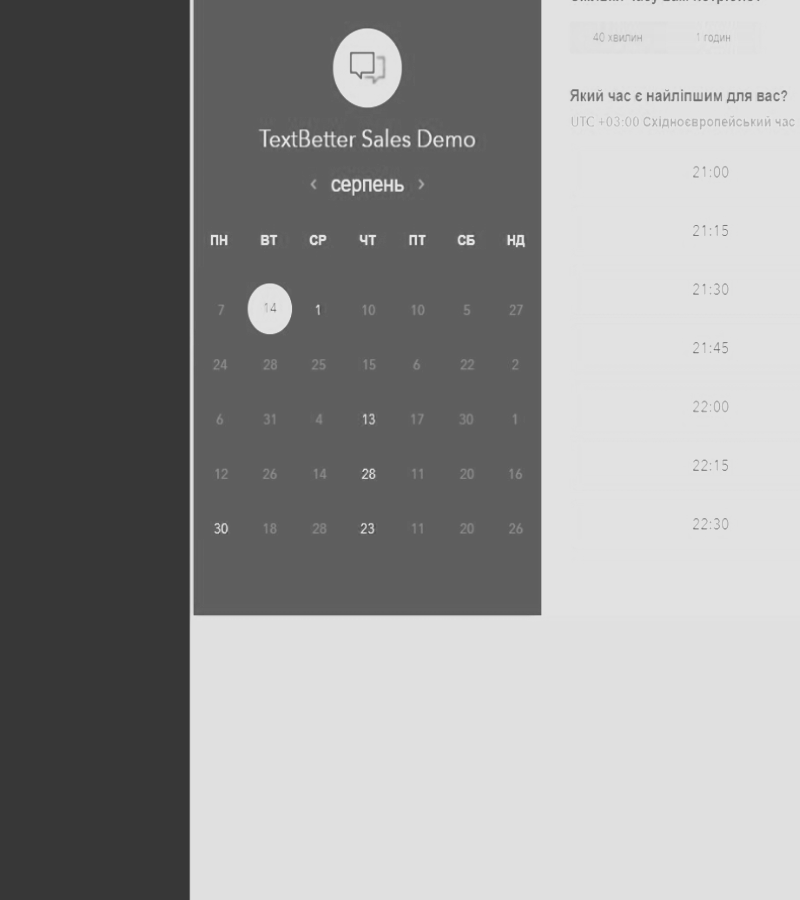 TextBetter Sales Demo
‹ серпень ›
ПН ВТ СР ЧТ ПТ СБ НД
7 14 1 10 10 5 27
24 28 25 15 6 22 2
6 31 4 13 17 30 1
12 26 14 28 11 20 16
30 18 28 23 11 20 26
40 хвилин 1 годин
Який час є найліпшим для вас?
UTC +03:00 Східноєвропейський час
21:00
21:15
21:30
21:45
22:00
22:15
22:30